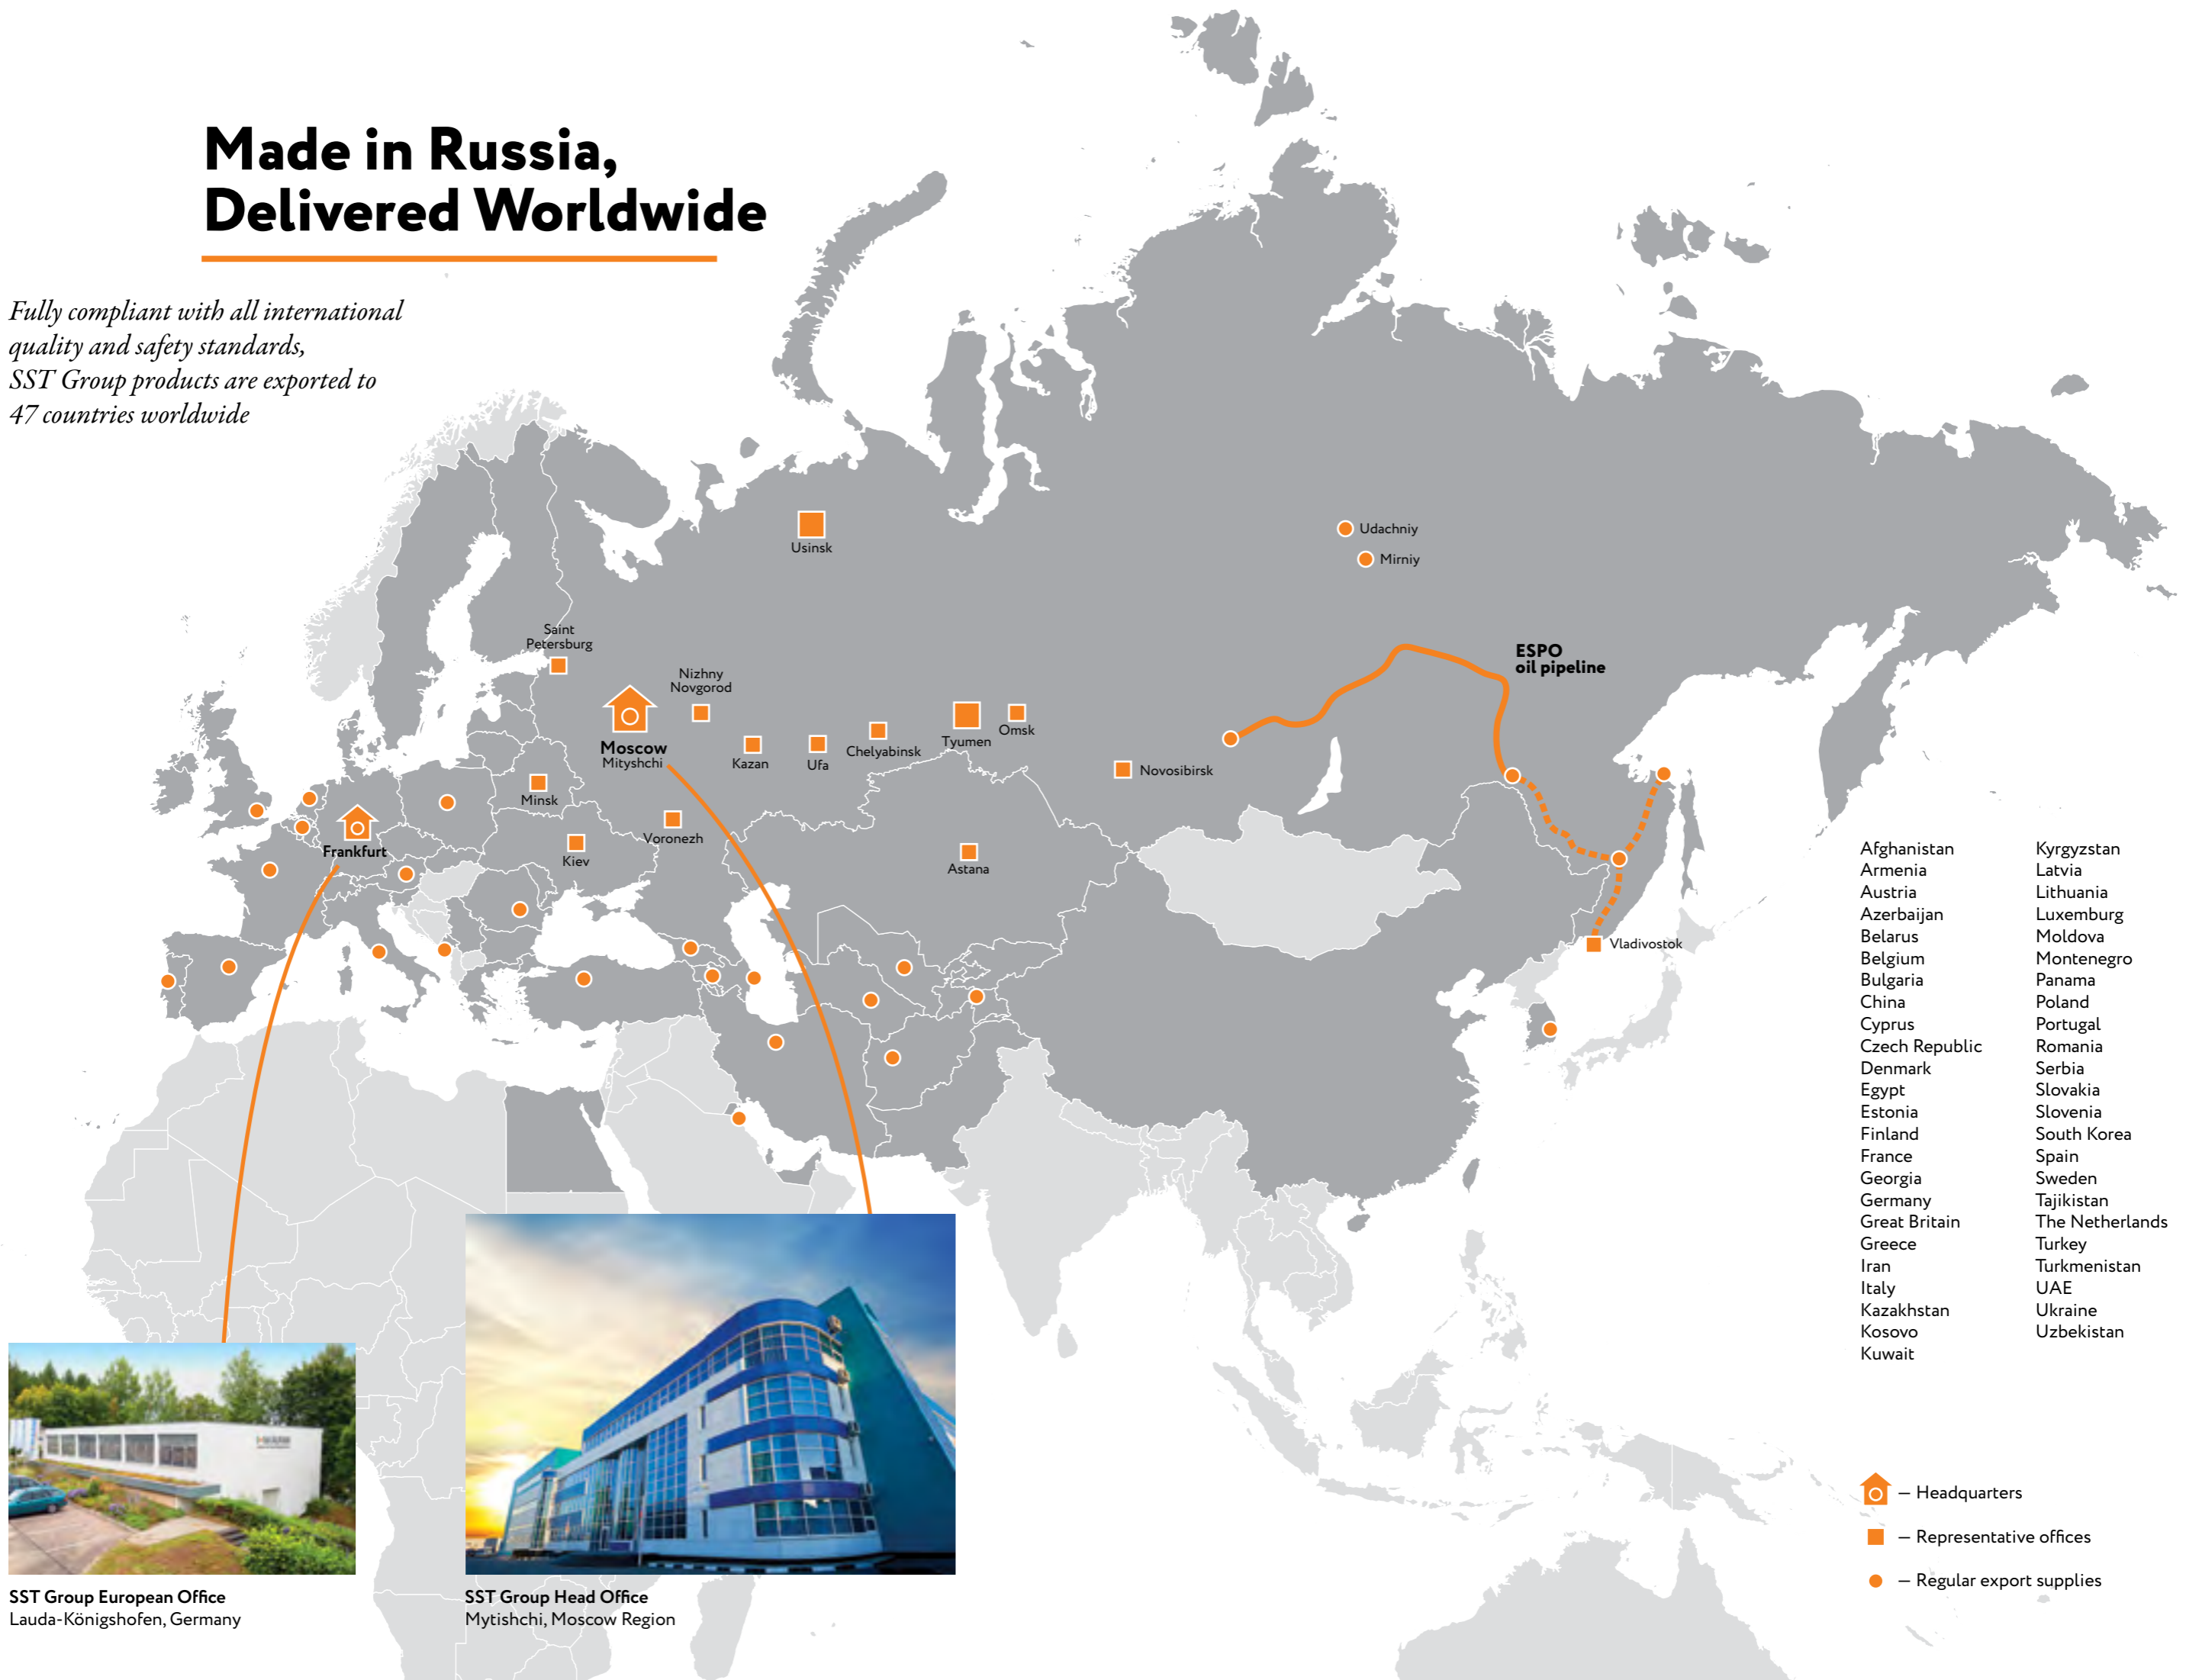 Made in Russia,
Delivered Worldwide
Fully compliant with all international
quality and safety standards,
SST Group products are exported to
47 countries worldwide
Usinsk
Udachniy
Mirniy
Saint
Petersburg
Nizhny
Novgorod
ESPO
oil pipeline
Moscow
Mityshchi
Kazan
Ufa
Chelyabinsk
Tyumen
Omsk
Novosibirsk
Minsk
Voronezh
Kiev
Frankfurt
Astana
Vladivostok
Afghanistan
Armenia
Austria
Azerbaijan
Belarus
Belgium
Bulgaria
China
Cyprus
Czech Republic
Denmark
Egypt
Estonia
Finland
France
Georgia
Germany
Great Britain
Greece
Iran
Italy
Kazakhstan
Kosovo
Kuwait
Kyrgyzstan
Latvia
Lithuania
Luxemburg
Moldova
Montenegro
Panama
Poland
Portugal
Romania
Serbia
Slovakia
Slovenia
South Korea
Spain
Sweden
Tajikistan
The Netherlands
Turkey
Turkmenistan
UAE
Ukraine
Uzbekistan
– Headquarters
– Representative offices
– Regular export supplies
SST Group European Office
Lauda-Königshofen, Germany
SST Group Head Office
Mytishchi, Moscow Region